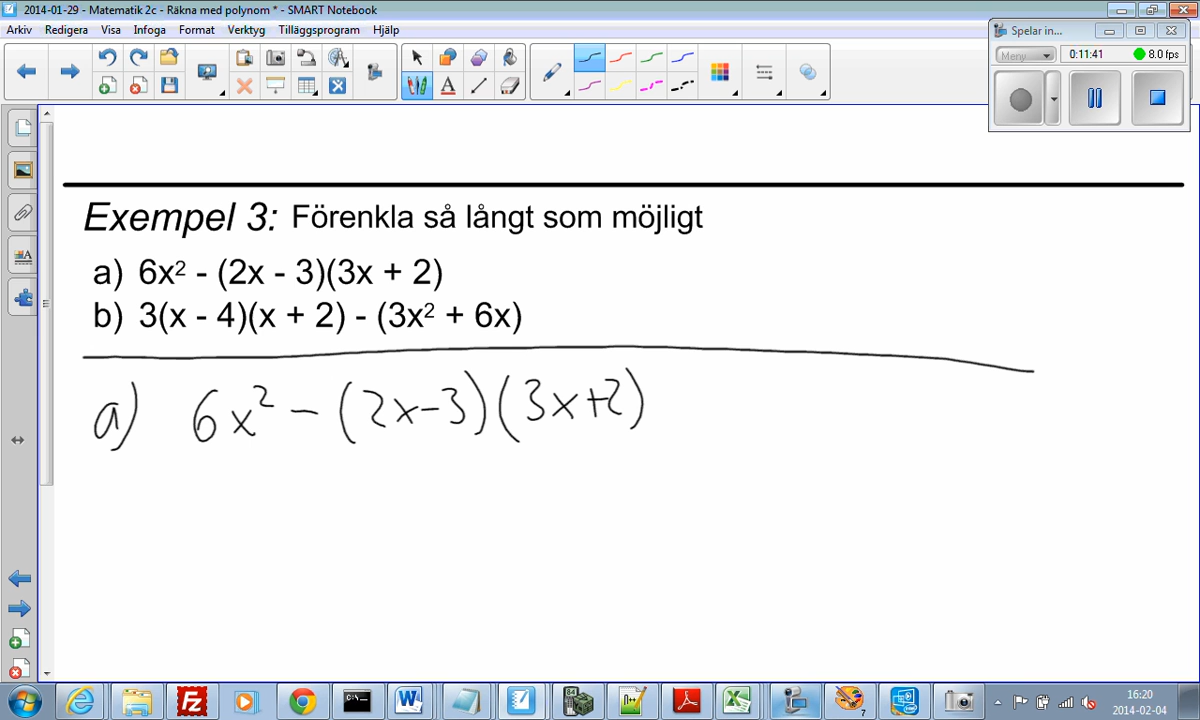 2014-01-29 - Matematik 2c - Räkna med polynom * - SMART Notebook
Arkiv Redigera Visa Infoga Format Verktyg Tilläggsprogram Hjälp
Spelar in...
Meny 0:11:41 8.0 fps
Exempel 3: Förenkla så långt som möjligt
a) 6x² - (2x - 3)(3x + 2)
b) 3(x - 4)(x + 2) - (3x² + 6x)
a) 6x² - (2x-3)(3x+2)
16:20
2014-02-04